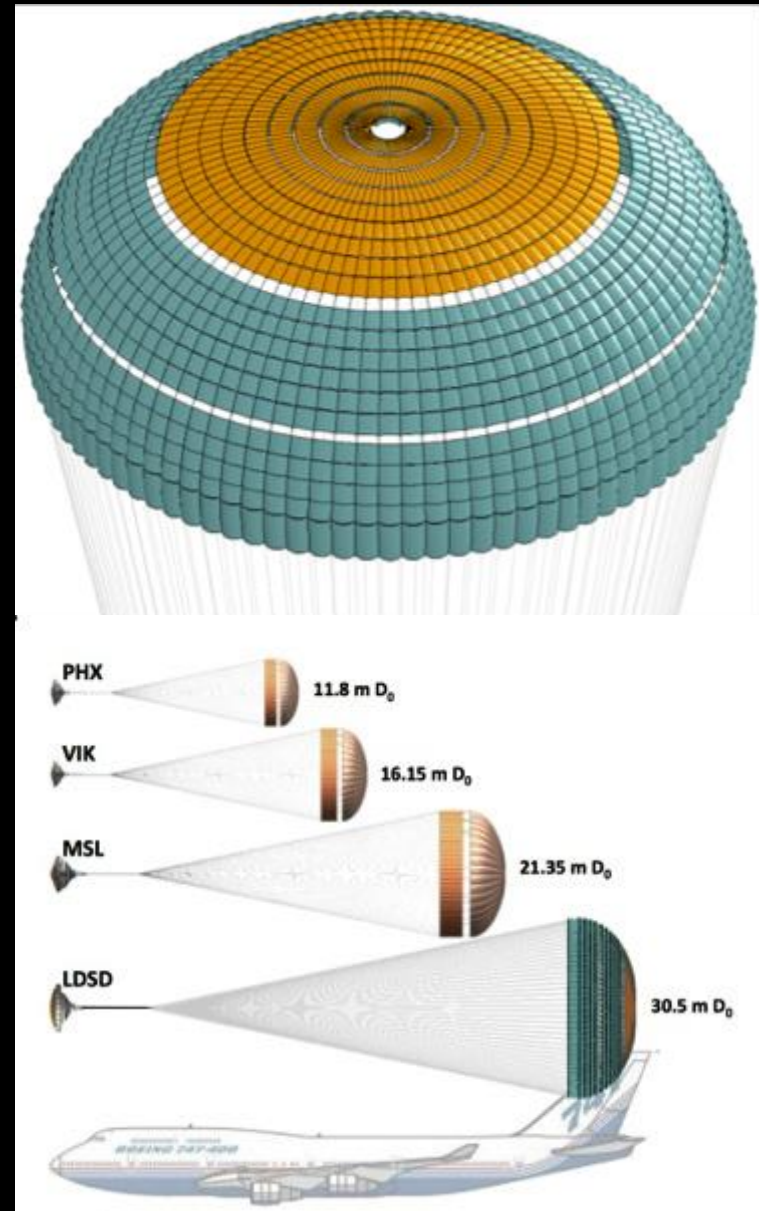 PHX
11.8 m D₀
VIK
16.15 m D₀
MSL
21.35 m D₀
LDSD
30.5 m D₀
BOEING 747-400